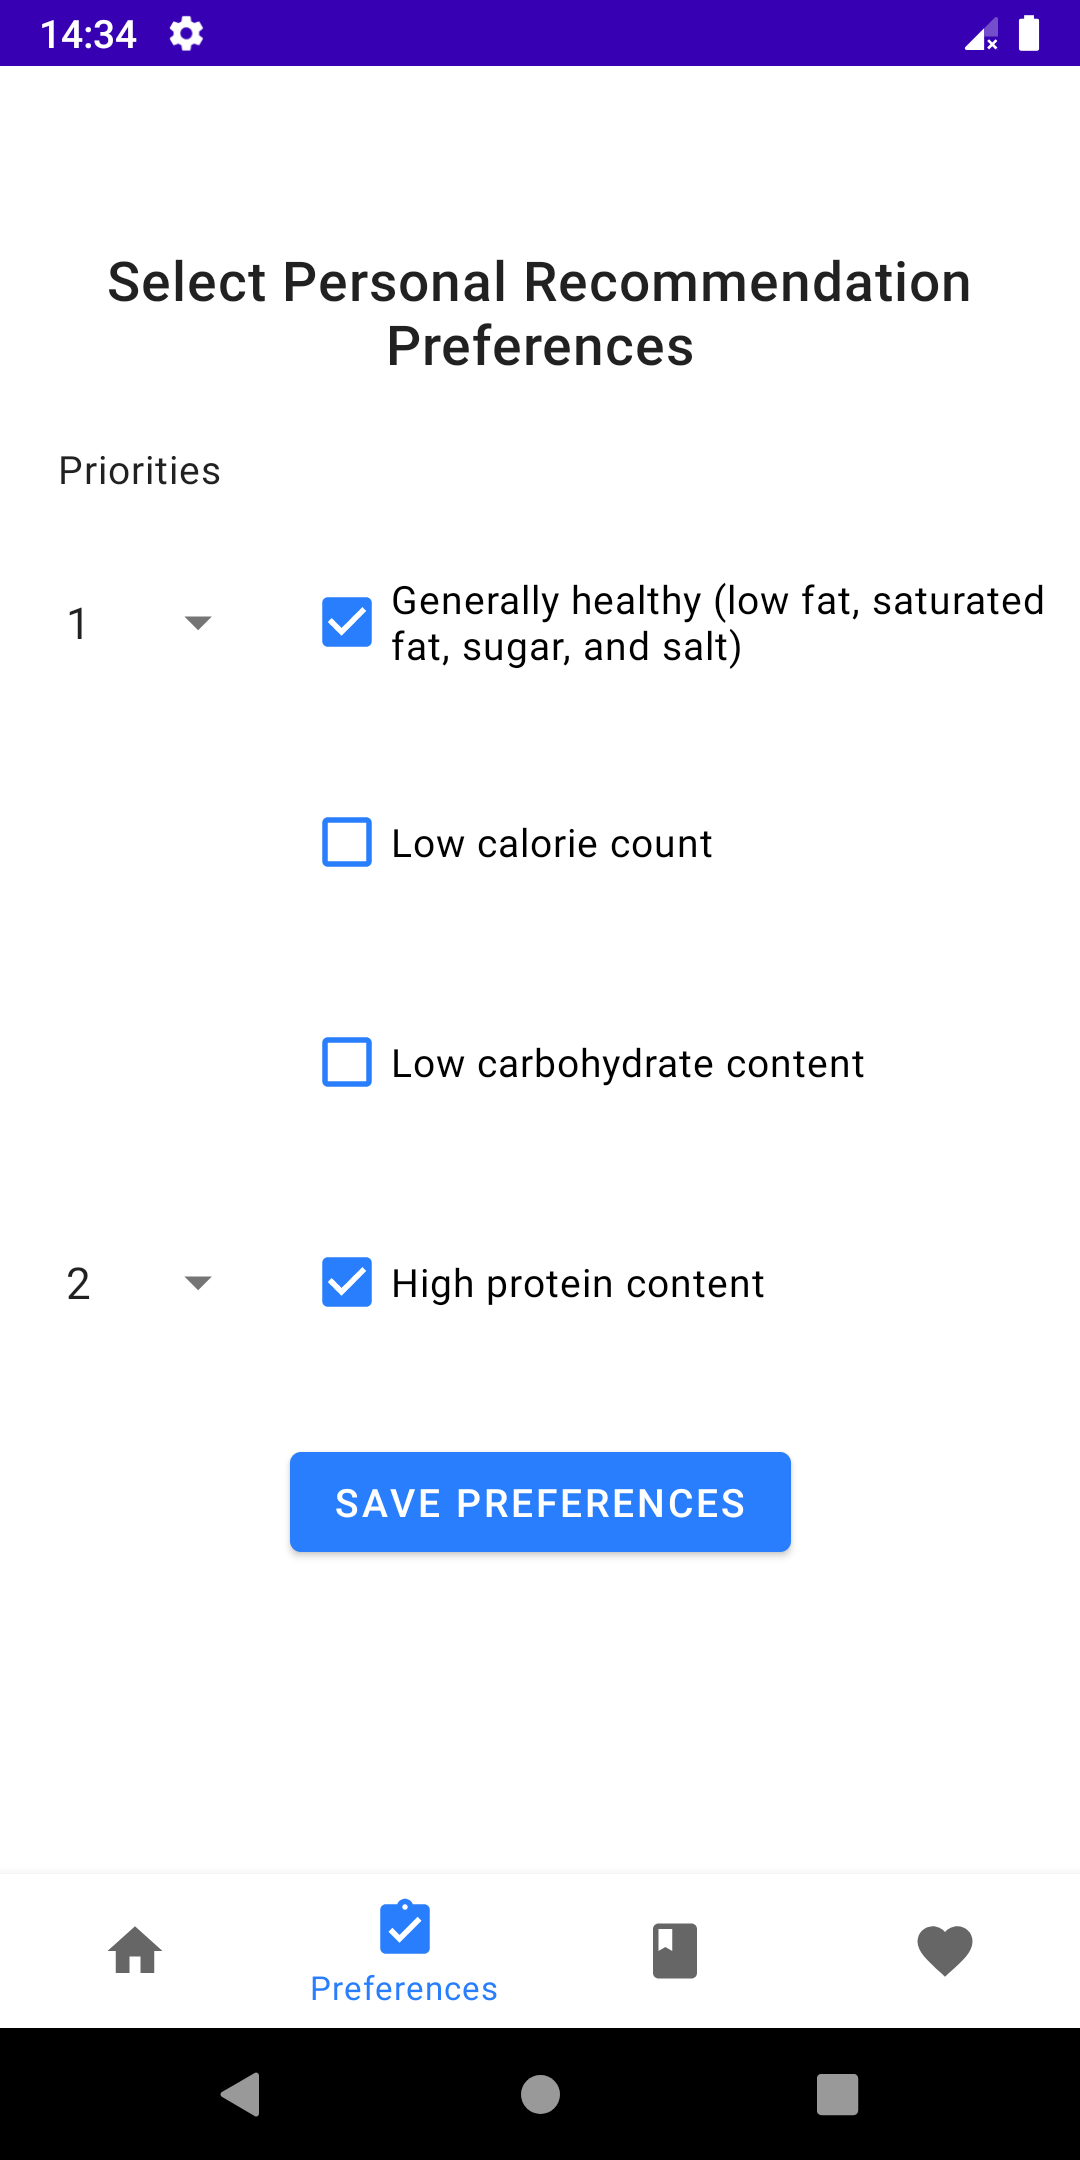 14:34
Select Personal Recommendation
Preferences
Priorities
1
Generally healthy (low fat, saturated
fat, sugar, and salt)
Low calorie count
Low carbohydrate content
2
High protein content
SAVE PREFERENCES
Preferences